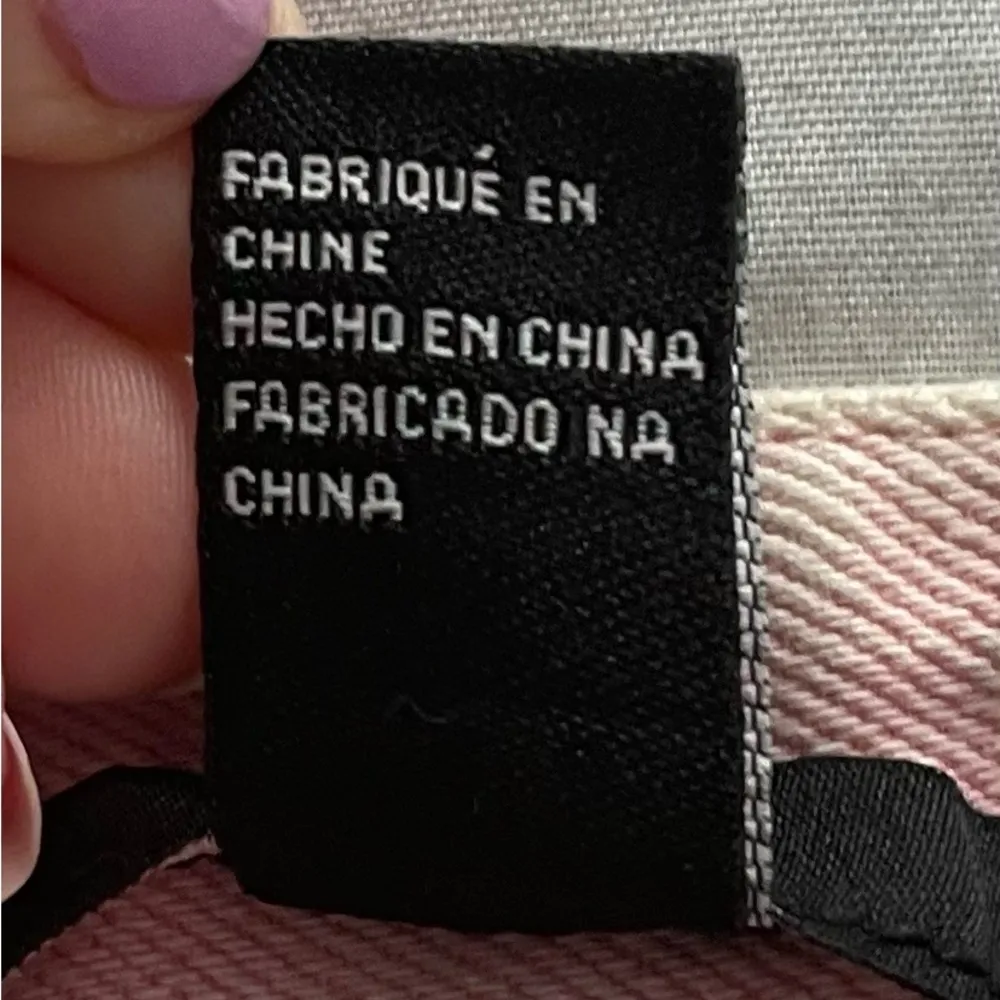 FABRIQUÉ EN
CHINE
HECHO EN CHINA
FABRICADO NA
CHINA